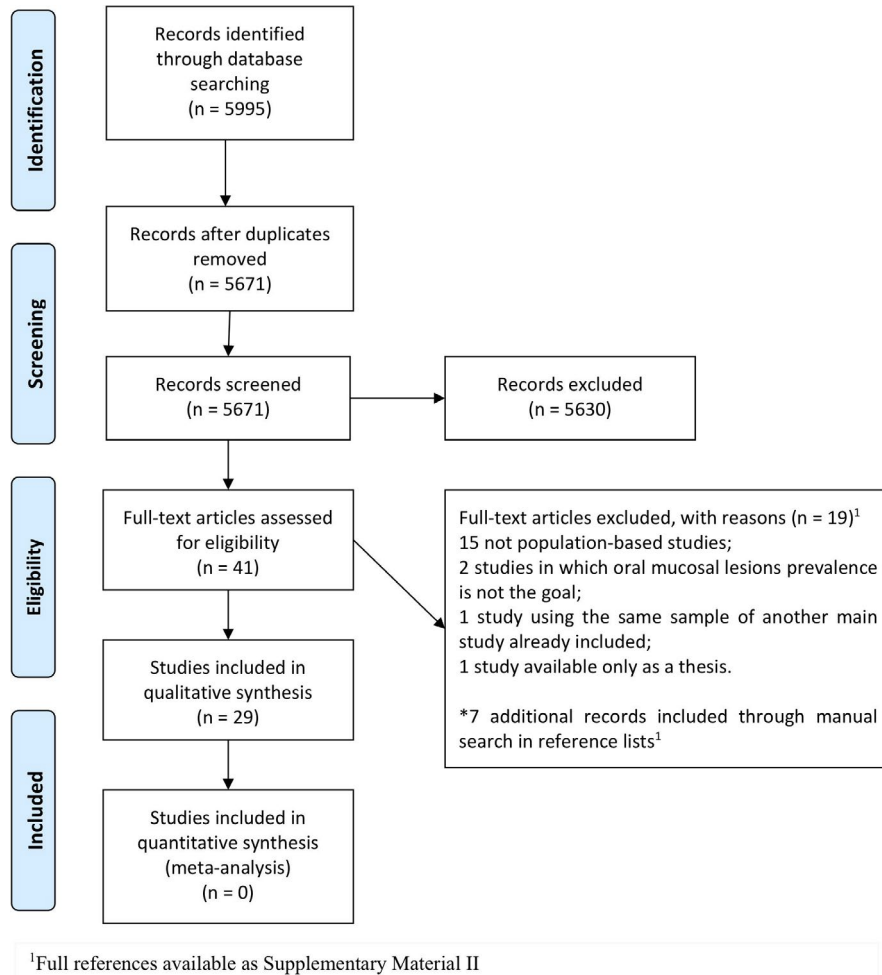 Identification
Records identified
through database
searching
(n = 5995)
Records after duplicates
removed
(n = 5671)
Screening
Records screened
(n = 5671)
Records excluded
(n = 5630)
Eligibility
Full-text articles assessed
for eligibility
(n = 41)
Full-text articles excluded, with reasons (n = 19)¹
15 not population-based studies;
2 studies in which oral mucosal lesions prevalence
is not the goal;
1 study using the same sample of another main
study already included;
1 study available only as a thesis.
*7 additional records included through manual
search in reference lists¹
Studies included in
qualitative synthesis
(n = 29)
Included
Studies included in
quantitative synthesis
(meta-analysis)
(n = 0)
¹Full references available as Supplementary Material II